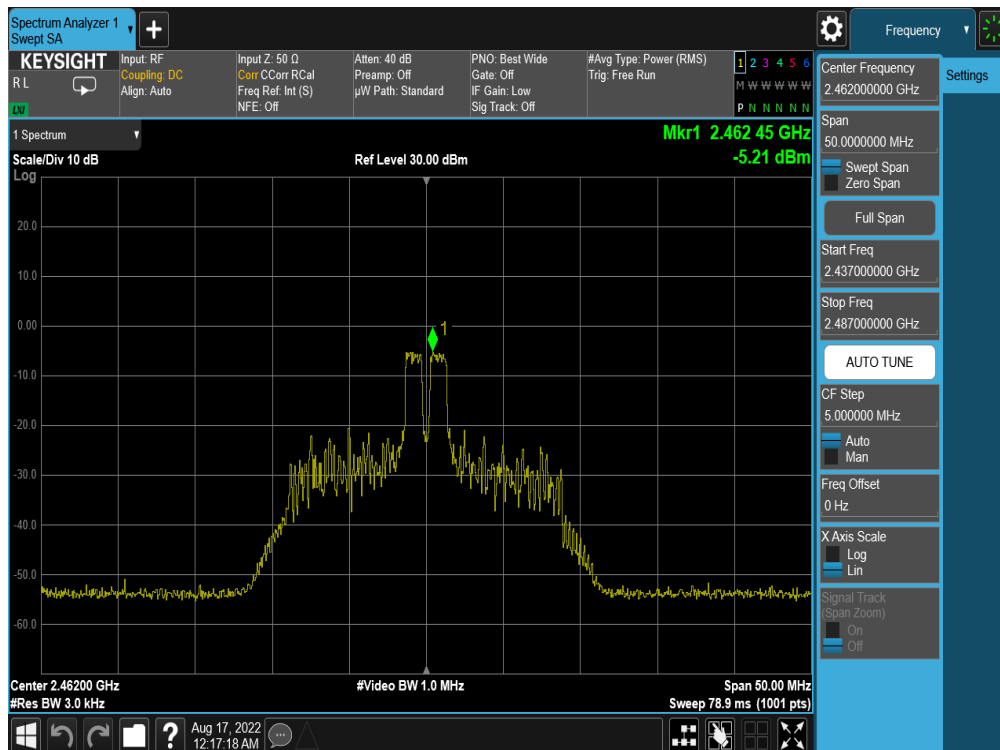 Spectrum Analyzer 1
Swept SA
Frequency
KEYSIGHT
R L
LXI
Input: RF
Coupling: DC
Align: Auto
Input Z: 50 Ω
Corr CCorr RCal
Freq Ref: Int (S)
NFE: Off
Atten: 40 dB
Preamp: Off
µW Path: Standard
PNO: Best Wide
Gate: Off
IF Gain: Low
Sig Track: Off
#Avg Type: Power (RMS)
Trig: Free Run
1 2 3 4 5 6
M W W W W W
P N N N N N
1 Spectrum
Scale/Div 10 dB
Log
Ref Level 30.00 dBm
Mkr1 2.462 45 GHz
-5.21 dBm
20.0
10.0
0.00
-10.0
-20.0
-30.0
-40.0
-50.0
-60.0
1
Center 2.46200 GHz
#Res BW 3.0 kHz
#Video BW 1.0 MHz
Span 50.00 MHz
Sweep 78.9 ms (1001 pts)
Aug 17, 2022
12:17:18 AM
Center Frequency
2.462000000 GHz
Settings
Span
50.0000000 MHz
Swept Span
Zero Span
Full Span
Start Freq
2.437000000 GHz
Stop Freq
2.487000000 GHz
AUTO TUNE
CF Step
5.000000 MHz
Auto
Man
Freq Offset
0 Hz
X Axis Scale
Log
Lin
Signal Track
(Span Zoom)
On
Off